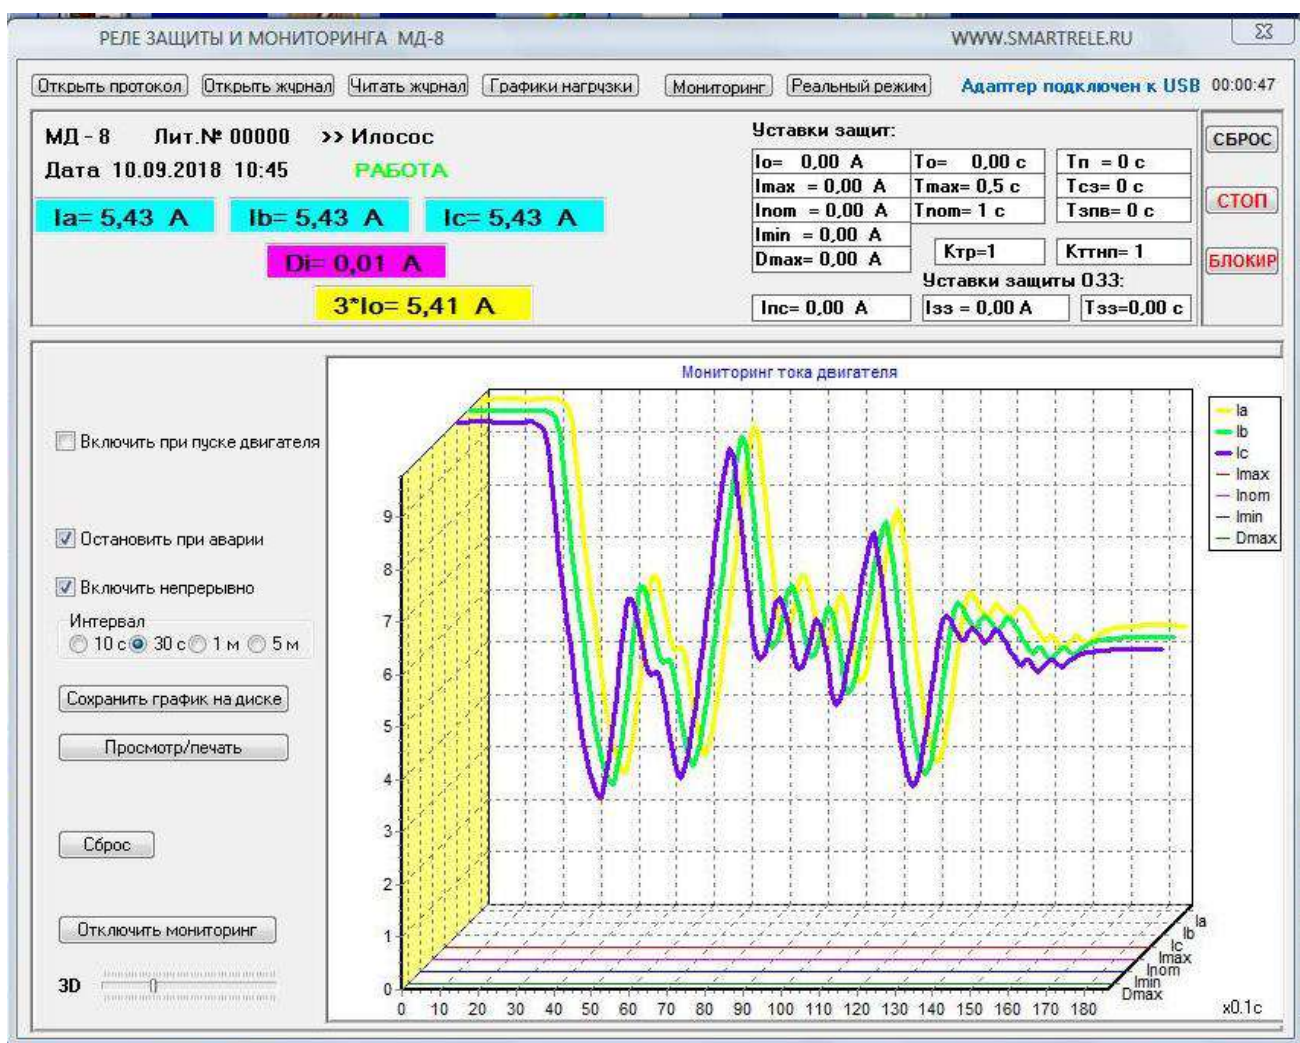 РЕЛЕ ЗАЩИТЫ И МОНИТОРИНГА МД-8 WWW.SMARTRELE.RU
Открыть протокол Открыть журнал Читать журнал Графики нагрузки Мониторинг Реальный режим Адаптер подключен к USB 00:00:47
МД - 8 Лит.№ 00000 >> Илосос
Дата 10.09.2018 10:45 РАБОТА
Ia= 5,43 A Ib= 5,43 A Ic= 5,43 A
Di= 0,01 A
3*Io= 5,41 A
Уставки защит:
Io= 0,00 A To= 0,00 с Тп = 0 с
Imax = 0,00 A Tmax= 0,5 с Тсз= 0 с
Inom = 0,00 A Tnom= 1 с Тзпв= 0 с
Imin = 0,00 A
Dmax= 0,00 A Ктр=1 Кттнп= 1
Уставки защиты ОЗЗ:
Iпс= 0,00 A Iзз = 0,00 A Тзз=0,00 с
СБРОС
СТОП
БЛОКИР
Включить при пуске двигателя
Остановить при аварии
Включить непрерывно
Интервал
10 с 30 с 1 м 5 м
Сохранить график на диске
Просмотр/печать
Сброс
Отключить мониторинг
3D
Мониторинг тока двигателя
9
8
7
6
5
4
3
2
1
0
0 10 20 30 40 50 60 70 80 90 100 110 120 130 140 150 160 170 180
x0.1c
Ia
Ib
Ic
Imax
Inom
Imin
Dmax
Ia
Ib
Ic
Imax
Inom
Imin
Dmax